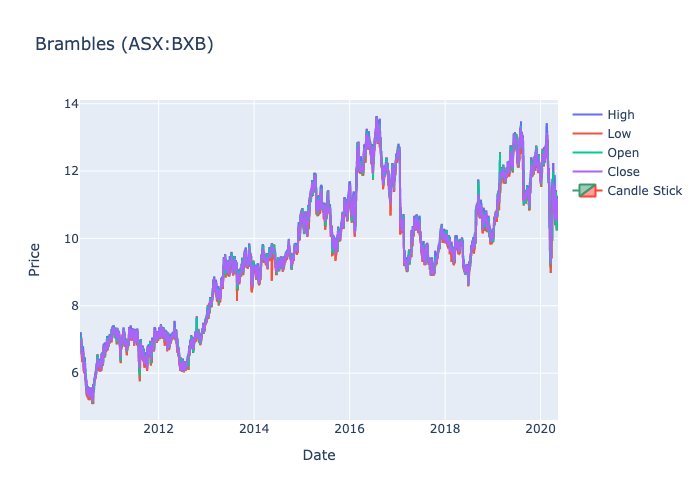 Brambles (ASX:BXB)
14
12
10
8
6
Price
2012
2014
2016
2018
2020
Date
High
Low
Open
Close
Candle Stick